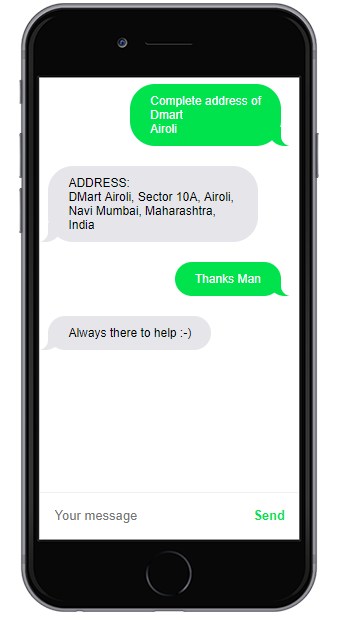 Complete address of
Dmart
Airoli
ADDRESS:
DMart Airoli, Sector 10A, Airoli,
Navi Mumbai, Maharashtra,
India
Thanks Man
Always there to help :-)
Your message
Send